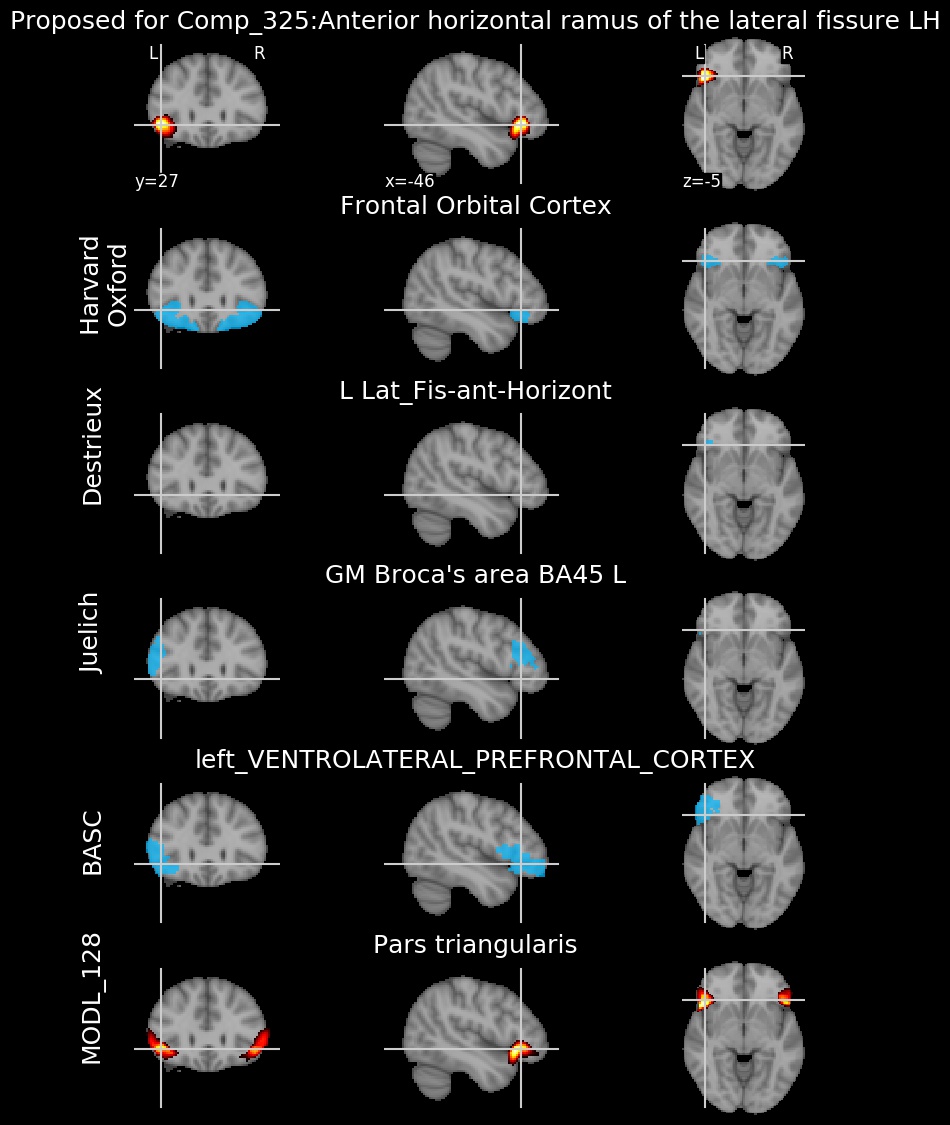 Proposed for Comp_325:Anterior horizontal ramus of the lateral fissure LH
L R L R
y=27 x=-46 z=-5
Frontal Orbital Cortex
Harvard
Oxford
L Lat_Fis-ant-Horizont
Destrieux
GM Broca's area BA45 L
Juelich
left_VENTROLATERAL_PREFRONTAL_CORTEX
BASC
Pars triangularis
MODL_128